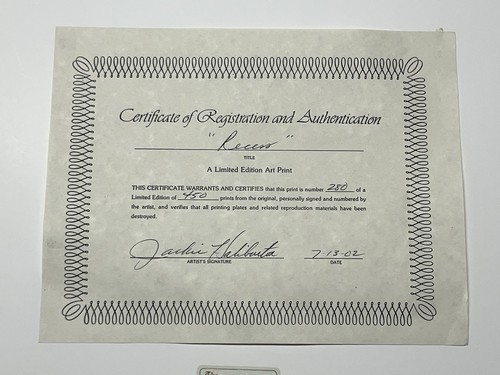 Certificate of Registration and Authentication
"Recess"
TITLE
A Limited Edition Art Print
THIS CERTIFICATE WARRANTS AND CERTIFIES that this print is number 280 of a
Limited Edition of 450 prints from the original, personally signed and numbered by
the artist, and verifies that all printing plates and related reproduction materials have been
destroyed.
Jackie 7-13-02
ARTIST'S SIGNATURE DATE